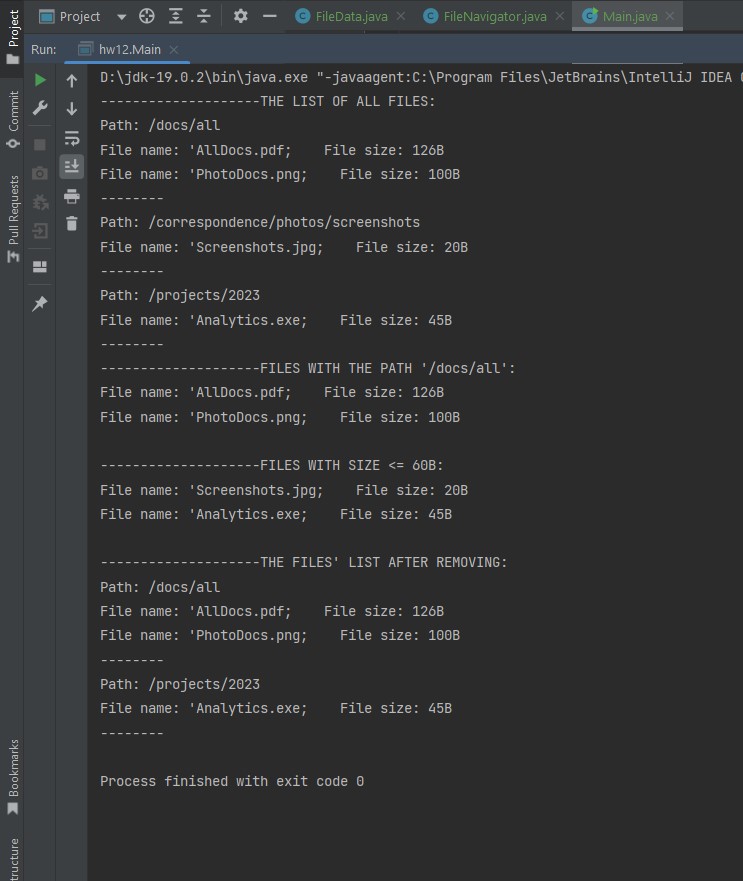 Project
FileData.java
FileNavigator.java
Main.java
Project
Commit
Pull Requests
Bookmarks
Run:
hw12.Main
D:\jdk-19.0.2\bin\java.exe "-javaagent:C:\Program Files\JetBrains\IntelliJ IDEA
--------------------THE LIST OF ALL FILES:
Path: /docs/all
File name: 'AllDocs.pdf;    File size: 126B
File name: 'PhotoDocs.png;    File size: 100B
--------
Path: /correspondence/photos/screenshots
File name: 'Screenshots.jpg;    File size: 20B
--------
Path: /projects/2023
File name: 'Analytics.exe;    File size: 45B
--------
--------------------FILES WITH THE PATH '/docs/all':
File name: 'AllDocs.pdf;    File size: 126B
File name: 'PhotoDocs.png;    File size: 100B
--------------------FILES WITH SIZE <= 60B:
File name: 'Screenshots.jpg;    File size: 20B
File name: 'Analytics.exe;    File size: 45B
--------------------THE FILES' LIST AFTER REMOVING:
Path: /docs/all
File name: 'AllDocs.pdf;    File size: 126B
File name: 'PhotoDocs.png;    File size: 100B
--------
Path: /projects/2023
File name: 'Analytics.exe;    File size: 45B
--------
Process finished with exit code 0